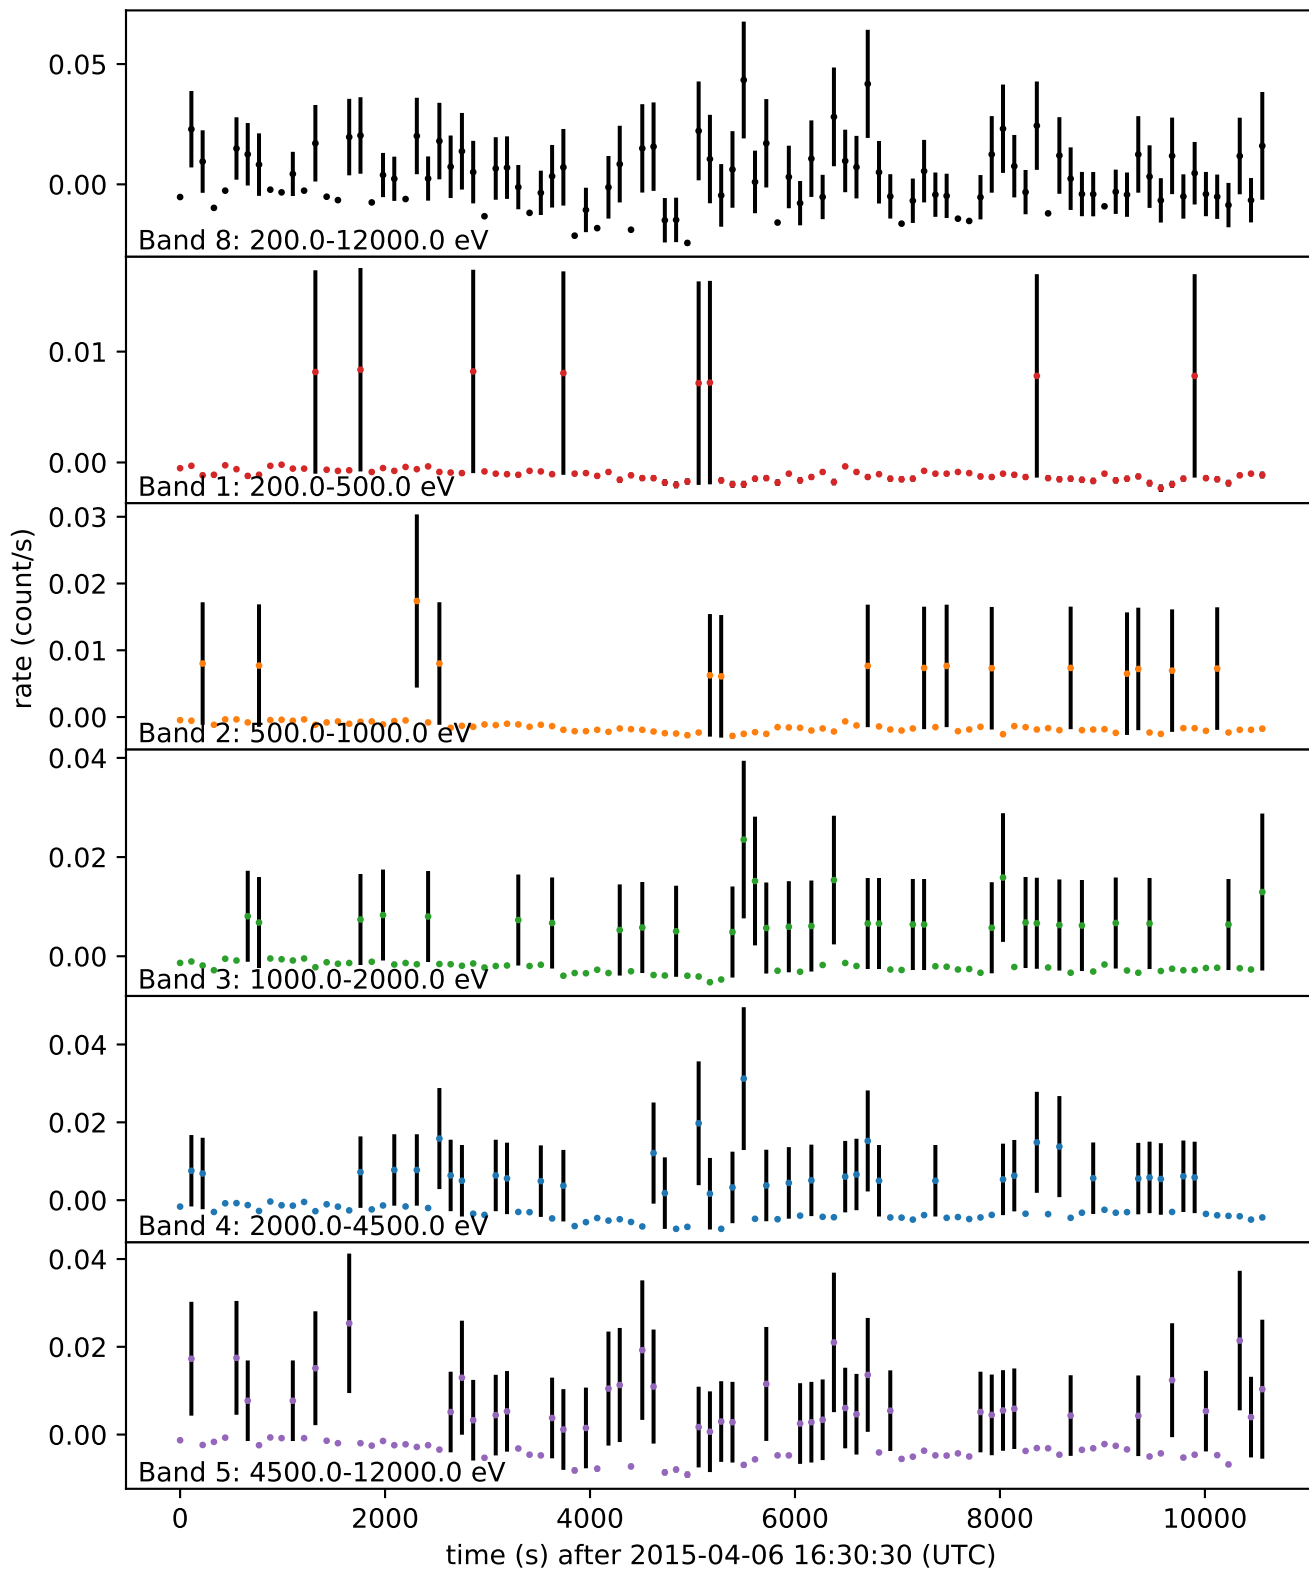 0.05
0.00
Band 8: 200.0-12000.0 eV
0.01
0.00
Band 1: 200.0-500.0 eV
0.03
0.02
0.01
0.00
Band 2: 500.0-1000.0 eV
rate (count/s)
0.04
0.02
0.00
Band 3: 1000.0-2000.0 eV
0.04
0.02
0.00
Band 4: 2000.0-4500.0 eV
0.04
0.02
0.00
Band 5: 4500.0-12000.0 eV
0 2000 4000 6000 8000 10000
time (s) after 2015-04-06 16:30:30 (UTC)